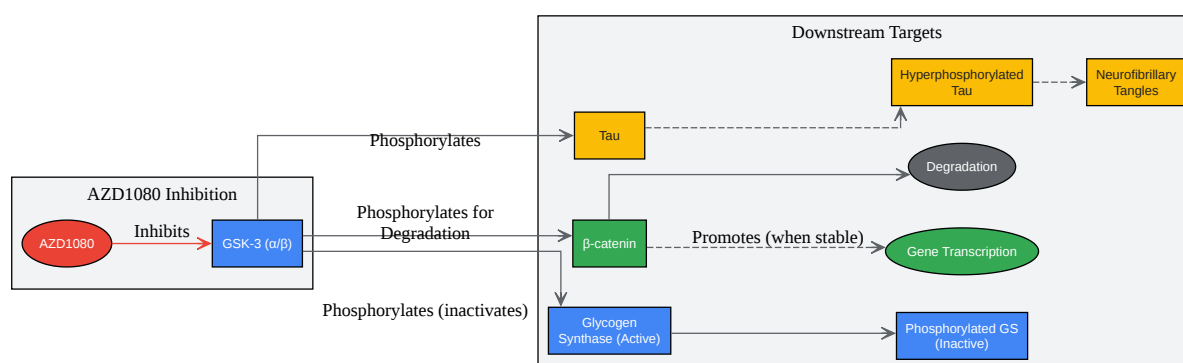 Downstream Targets
Hyperphosphorylated
Tau
Neurofibrillary
Tangles
Phosphorylates
Tau
Degradation
AZD1080 Inhibition
AZD1080
Inhibits
GSK-3 (α/β)
Phosphorylates for
Degradation
β-catenin
Promotes (when stable)
Gene Transcription
Phosphorylates (inactivates)
Glycogen
Synthase (Active)
Phosphorylated GS
(Inactive)